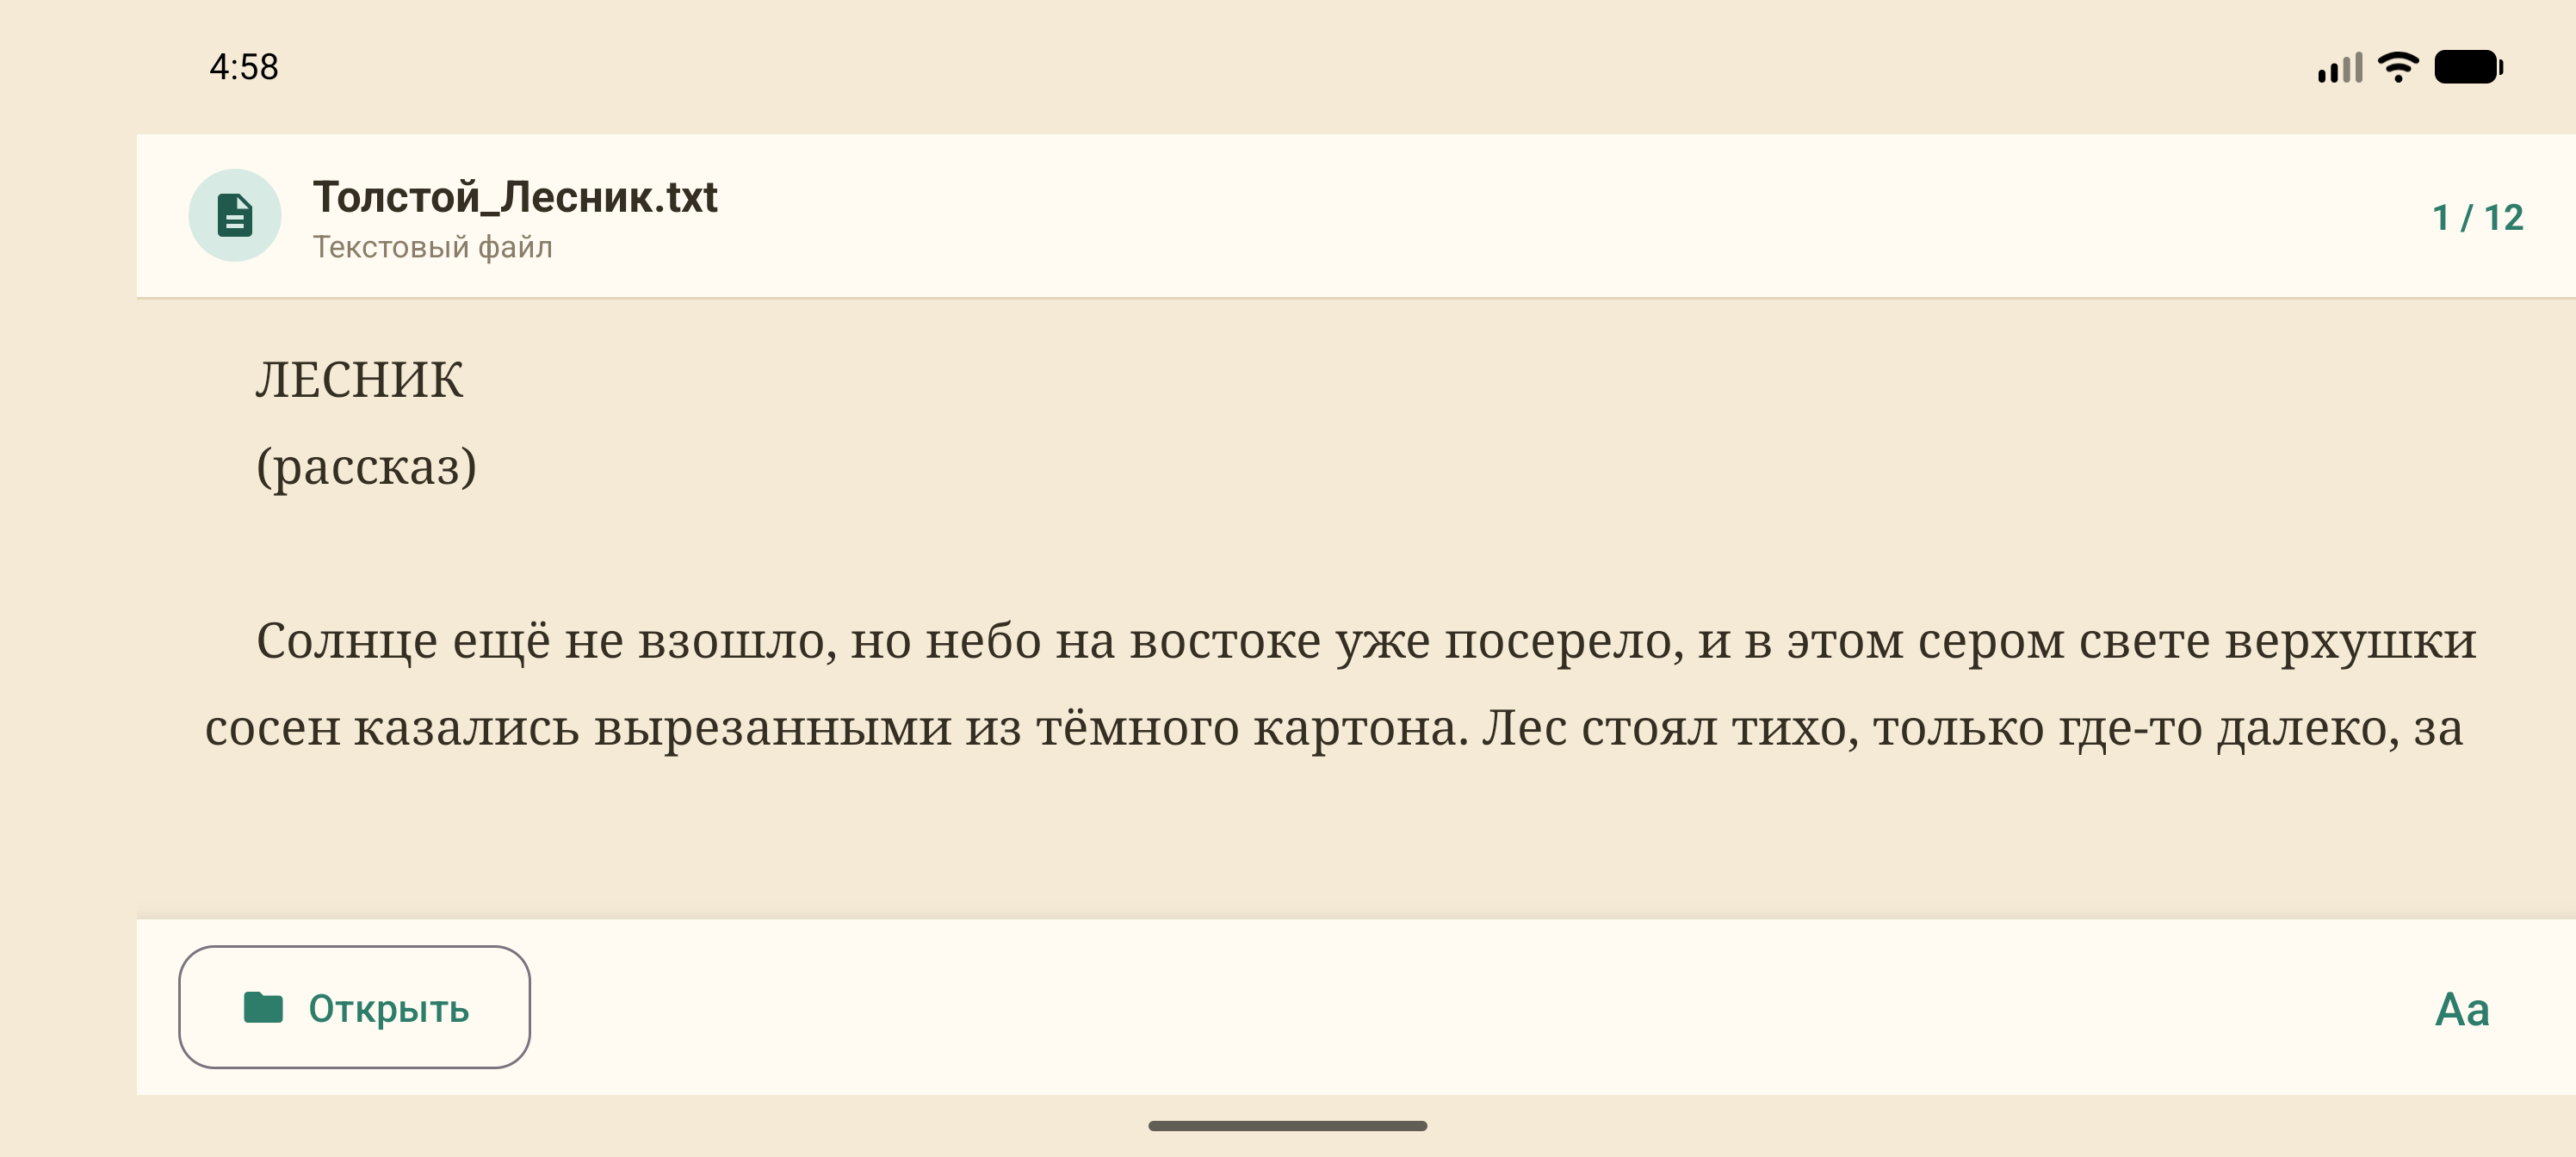 4:58
Толстой_Лесник.txt
Текстовый файл
1 / 12
ЛЕСНИК
(рассказ)
Солнце ещё не взошло, но небо на востоке уже посерело, и в этом сером свете верхушки
сосен казались вырезанными из тёмного картона. Лес стоял тихо, только где-то далеко, за
Открыть
Aa